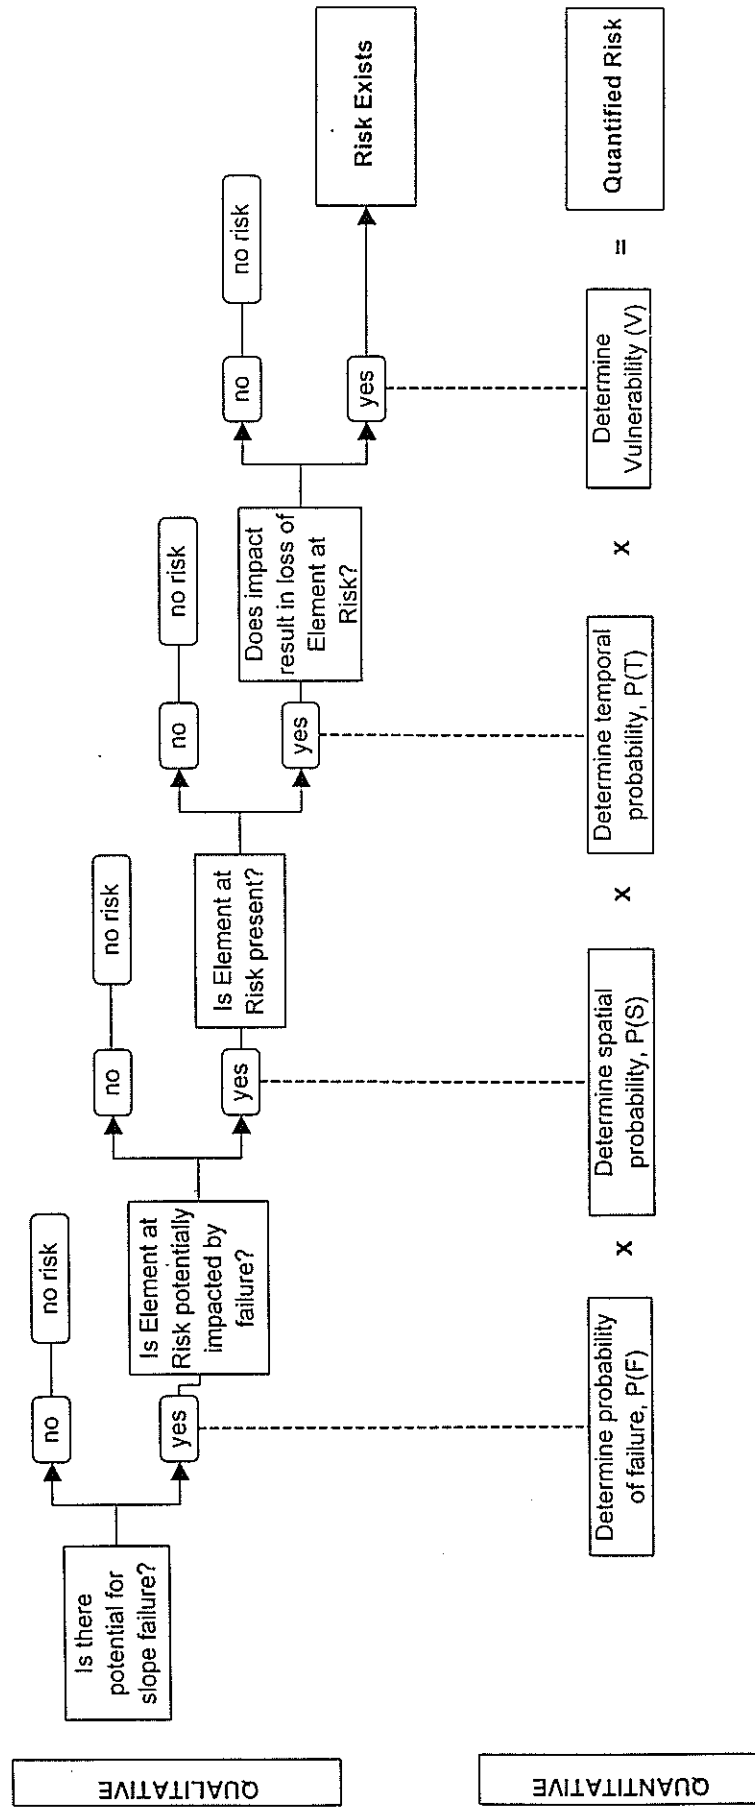 QUALITATIVE
Is there
potential for
slope failure?
no
no risk
yes
Is Element at
Risk potentially
impacted by
failure?
no
no risk
yes
Is Element at
Risk present?
no
no risk
yes
Does impact
result in loss of
Element at
Risk?
no
no risk
yes
Risk Exists
QUANTITATIVE
Determine probability
of failure, P(F)
x
Determine spatial
probability, P(S)
x
Determine temporal
probability, P(T)
x
Determine
Vulnerability (V)
=
Quantified Risk